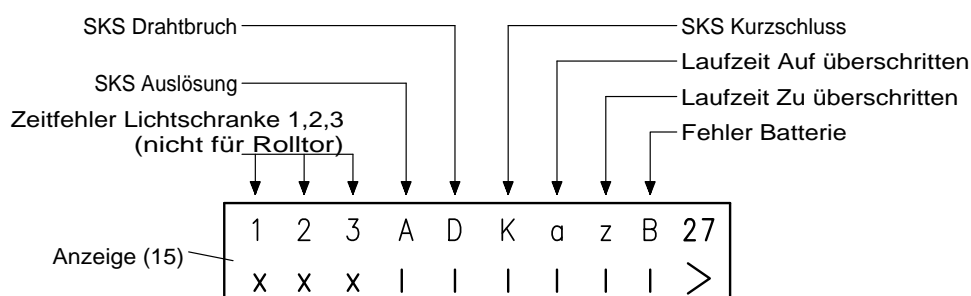 SKS Drahtbruch
SKS Kurzschluss
Laufzeit Auf überschritten
SKS Auslösung
Laufzeit Zu überschritten
Zeitfehler Lichtschranke 1,2,3
(nicht für Rolltor)
Fehler Batterie
1 2 3 A D K a z B 27
Anzeige (15)
x x x | | | | | | >